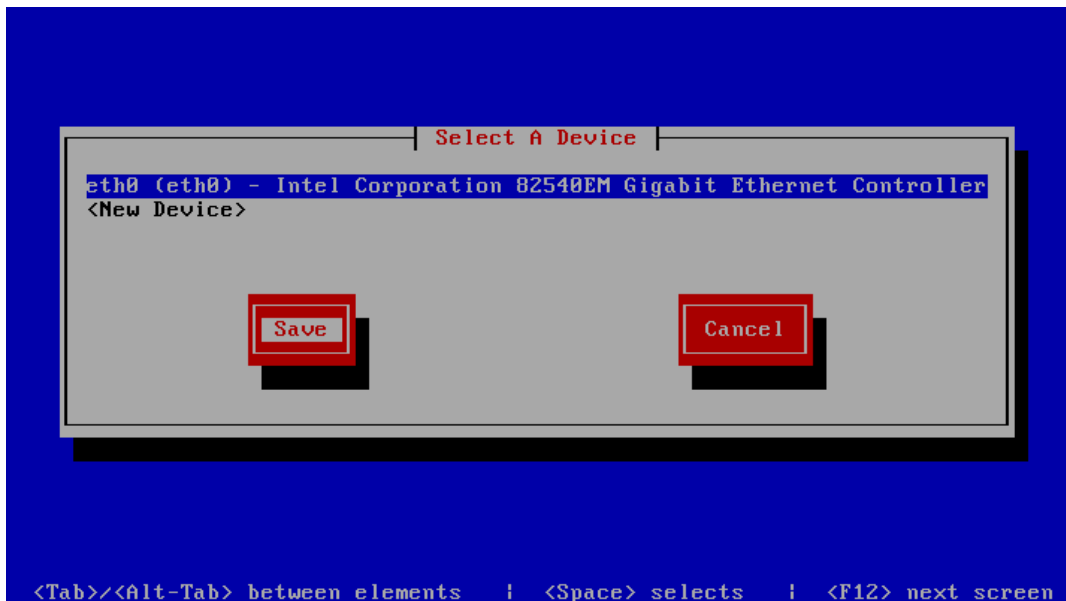 Select A Device
eth0 (eth0) - Intel Corporation 82540EM Gigabit Ethernet Controller
<New Device>
Save
Cancel
<Tab>/<Alt-Tab> between elements | <Space> selects | <F12> next screen